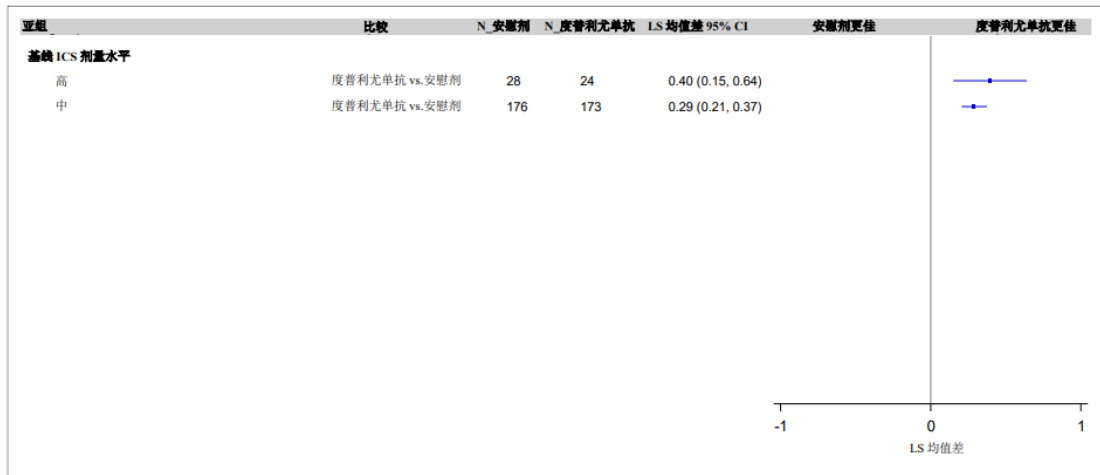 亚组 比较 N_安慰剂 N_度普利尤单抗 LS 均值差 95% CI 安慰剂更佳 度普利尤单抗更佳
基线 ICS 剂量水平
高 度普利尤单抗 vs.安慰剂 28 24 0.40 (0.15, 0.64)
中 度普利尤单抗 vs.安慰剂 176 173 0.29 (0.21, 0.37)
-1 0 1
LS 均值差